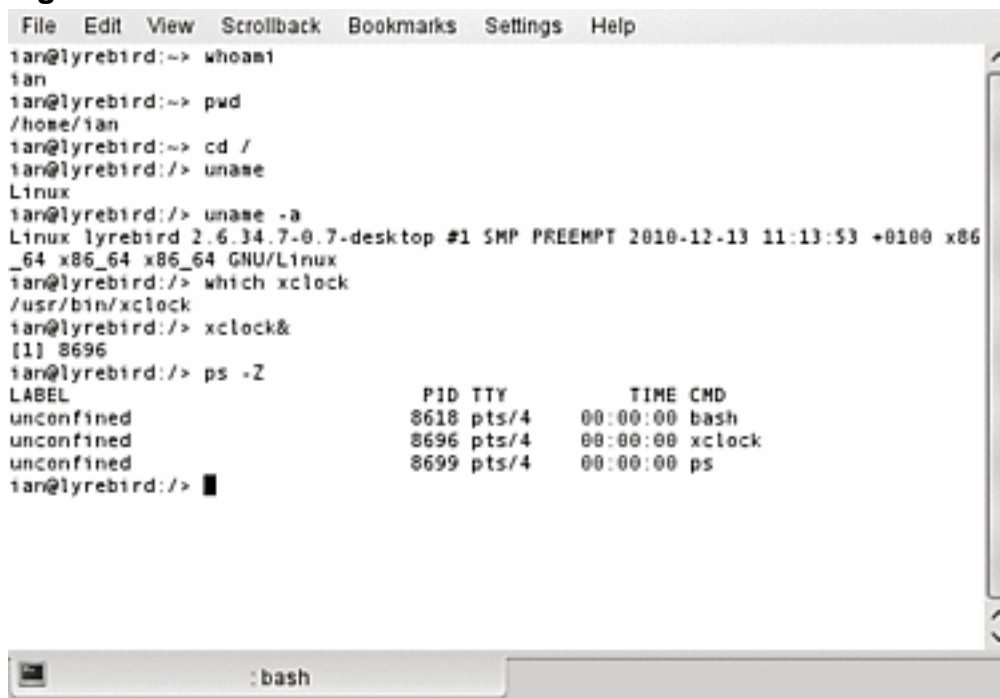 File Edit View Scrollback Bookmarks Settings Help
ian@lyrebird:~> whoami
ian
ian@lyrebird:~> pwd
/home/ian
ian@lyrebird:~> cd /
ian@lyrebird:/> uname
Linux
ian@lyrebird:/> uname -a
Linux lyrebird 2.6.34.7-0.7-desktop #1 SMP PREEMPT 2010-12-13 11:13:53 +0100 x86
_64 x86_64 x86_64 GNU/Linux
ian@lyrebird:/> which xclock
/usr/bin/xclock
ian@lyrebird:/> xclock&
[1] 8696
ian@lyrebird:/> ps -Z
LABEL PID TTY TIME CMD
unconfined 8618 pts/4 00:00:00 bash
unconfined 8696 pts/4 00:00:00 xclock
unconfined 8699 pts/4 00:00:00 ps
ian@lyrebird:/>
: bash